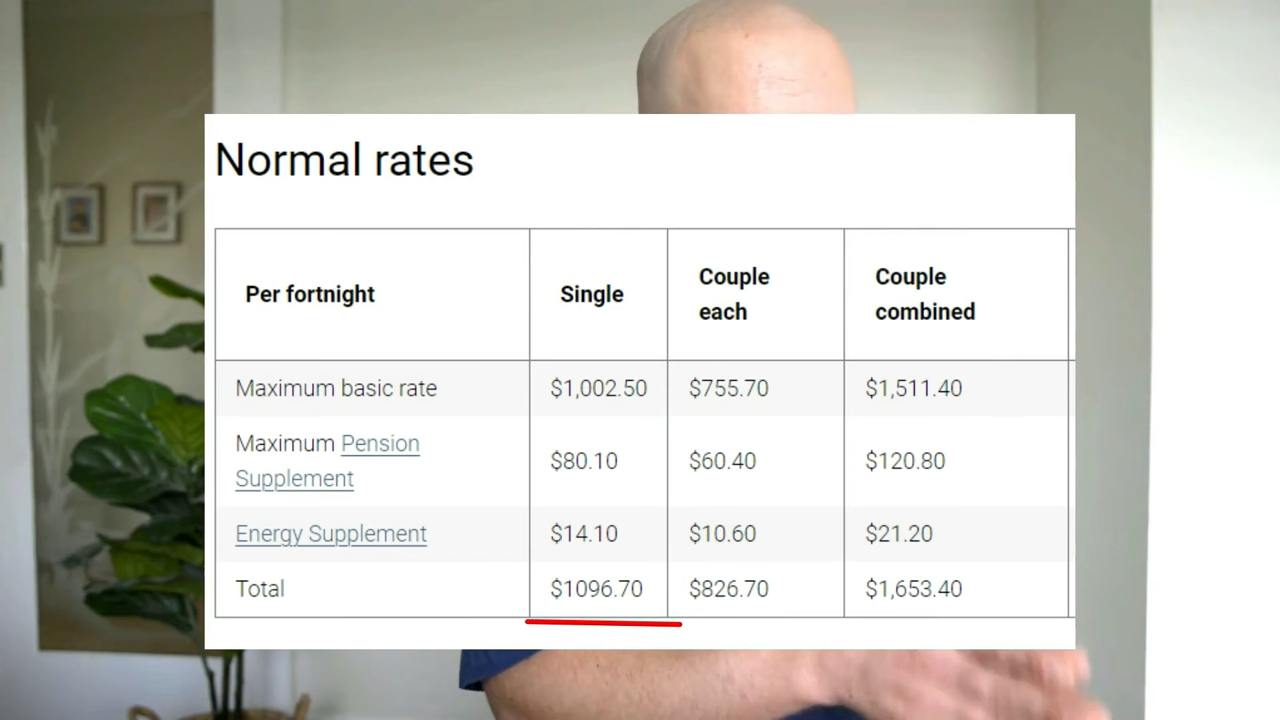 Normal rates
Per fortnight Single Couple each Couple combined
Maximum basic rate $1,002.50 $755.70 $1,511.40
Maximum Pension Supplement $80.10 $60.40 $120.80
Energy Supplement $14.10 $10.60 $21.20
Total $1096.70 $826.70 $1,653.40